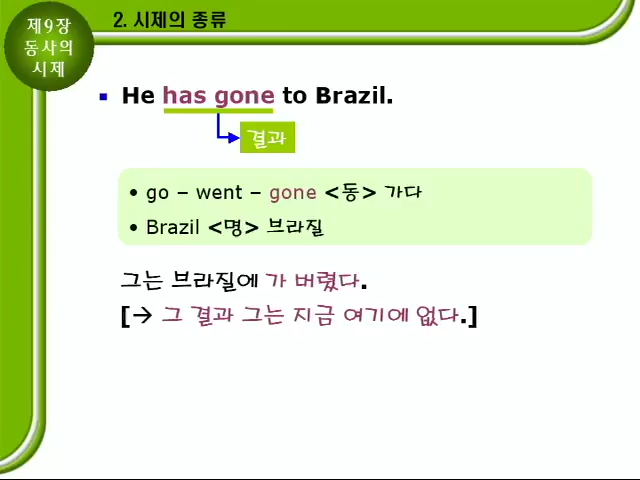 제9장
동사의
시제
2. 시제의 종류
▪ He has gone to Brazil.
결과
• go – went – gone <동> 가다
• Brazil <명> 브라질
그는 브라질에 가 버렸다.
[→ 그 결과 그는 지금 여기에 없다.]